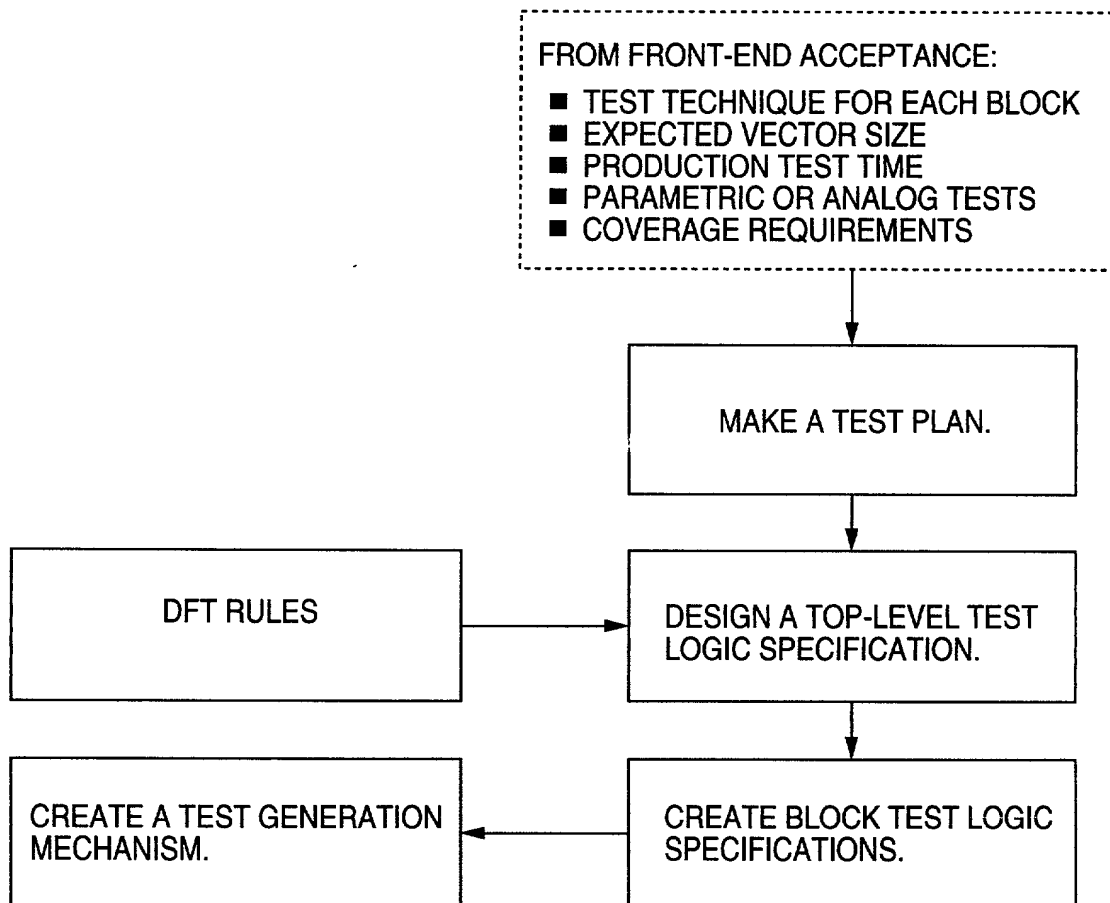 FROM FRONT-END ACCEPTANCE:
■ TEST TECHNIQUE FOR EACH BLOCK
■ EXPECTED VECTOR SIZE
■ PRODUCTION TEST TIME
■ PARAMETRIC OR ANALOG TESTS
■ COVERAGE REQUIREMENTS
MAKE A TEST PLAN.
DFT RULES
DESIGN A TOP-LEVEL TEST
LOGIC SPECIFICATION.
CREATE A TEST GENERATION
MECHANISM.
CREATE BLOCK TEST LOGIC
SPECIFICATIONS.